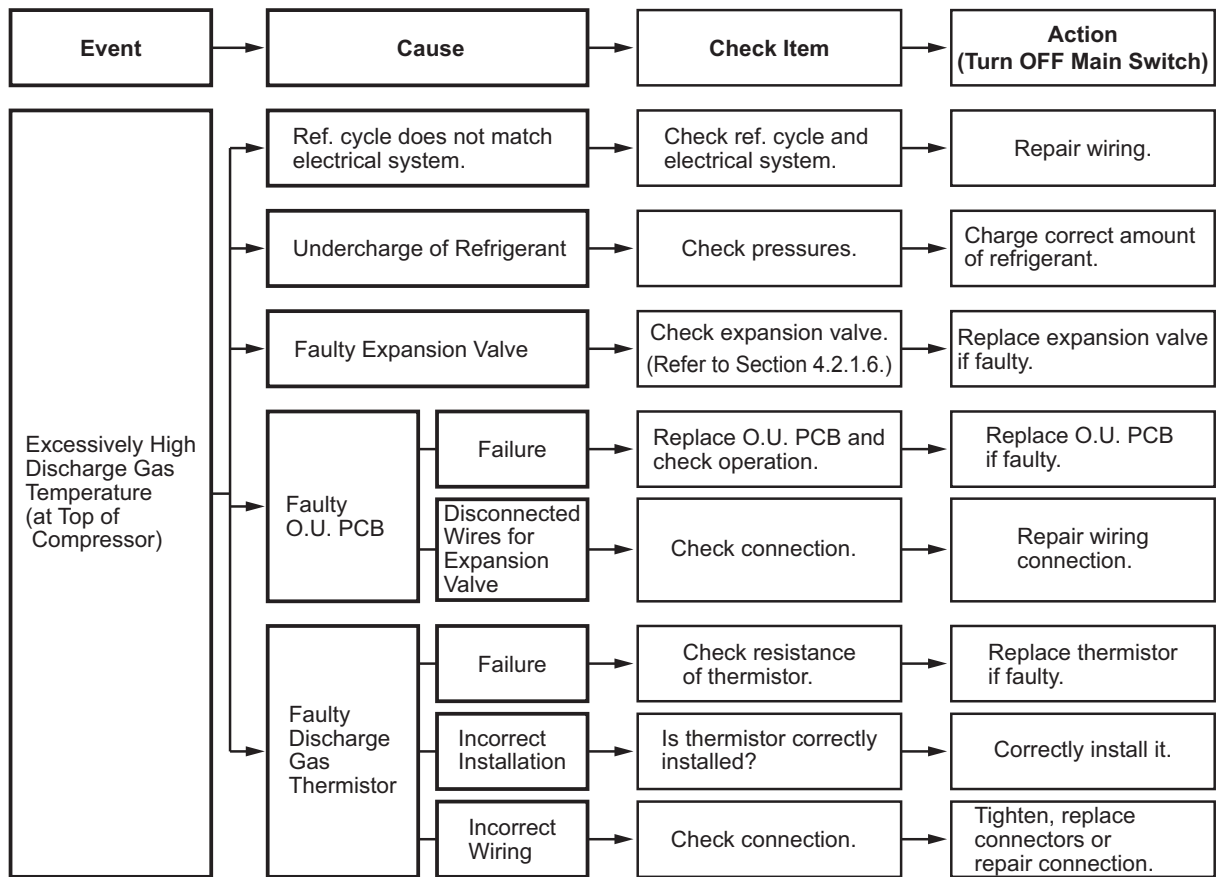 Event
Cause
Check Item
Action
(Turn OFF Main Switch)
Excessively High
Discharge Gas
Temperature
(at Top of
Compressor)
Ref. cycle does not match
electrical system.
Check ref. cycle and
electrical system.
Repair wiring.
Undercharge of Refrigerant
Check pressures.
Charge correct amount
of refrigerant.
Faulty Expansion Valve
Check expansion valve.
(Refer to Section 4.2.1.6.)
Replace expansion valve
if faulty.
Faulty
O.U. PCB
Failure
Replace O.U. PCB and
check operation.
Replace O.U. PCB
if faulty.
Disconnected
Wires for
Expansion
Valve
Check connection.
Repair wiring
connection.
Faulty
Discharge
Gas
Thermistor
Failure
Check resistance
of thermistor.
Replace thermistor
if faulty.
Incorrect
Installation
Is thermistor correctly
installed?
Correctly install it.
Incorrect
Wiring
Check connection.
Tighten, replace
connectors or
repair connection.